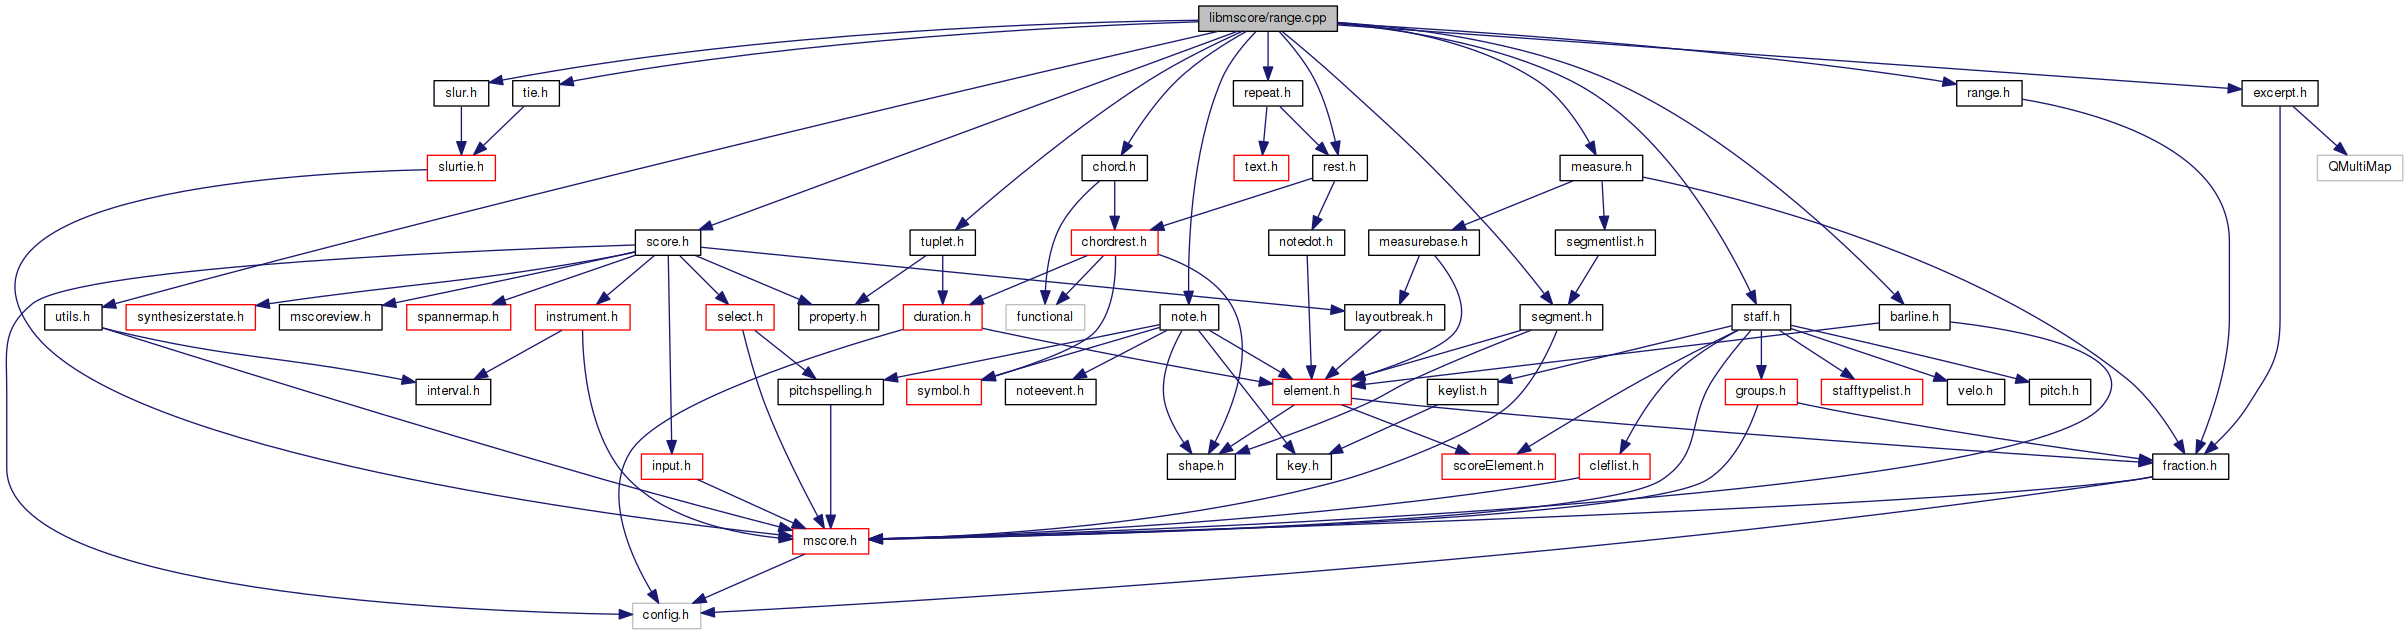 libmscore/range.cpp
slur.h
tie.h
repeat.h
range.h
excerpt.h
slurtie.h
chord.h
text.h
rest.h
measure.h
QMultiMap
score.h
tuplet.h
chordrest.h
notedot.h
measurebase.h
segmentlist.h
utils.h
synthesizerstate.h
mscoreview.h
spannermap.h
instrument.h
select.h
property.h
duration.h
functional
note.h
layoutbreak.h
segment.h
staff.h
barline.h
interval.h
pitchspelling.h
symbol.h
noteevent.h
element.h
keylist.h
groups.h
stafftypelist.h
velo.h
pitch.h
input.h
shape.h
key.h
scoreElement.h
cleflist.h
fraction.h
mscore.h
config.h